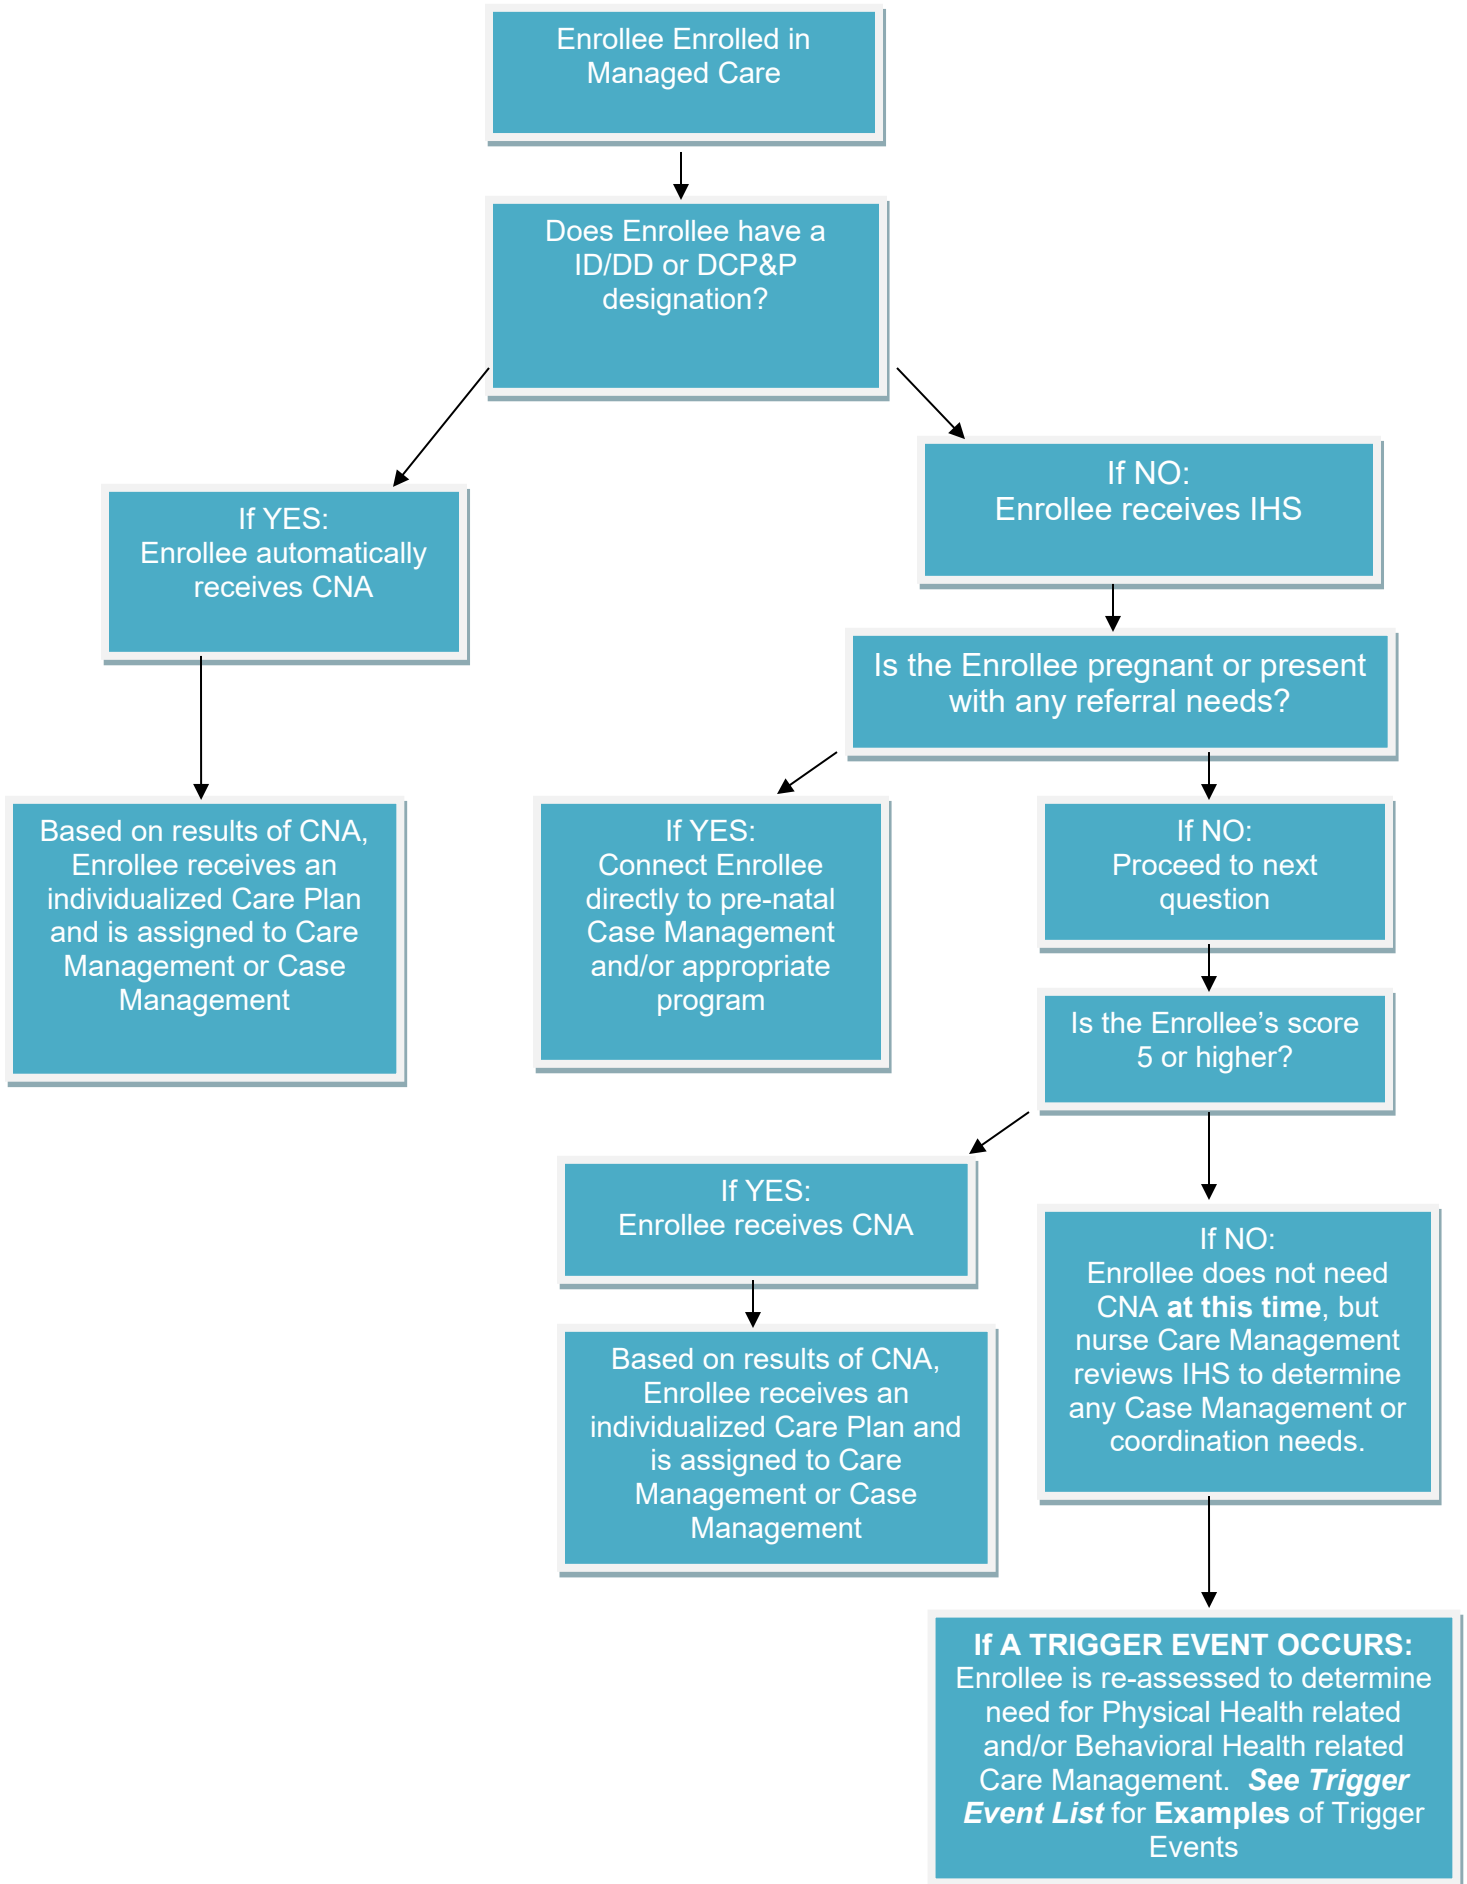 Enrollee Enrolled in
Managed Care
Does Enrollee have a
ID/DD or DCP&P
designation?
If NO:
Enrollee receives IHS
If YES:
Enrollee automatically
receives CNA
Is the Enrollee pregnant or present
with any referral needs?
Based on results of CNA,
Enrollee receives an
individualized Care Plan
and is assigned to Care
Management or Case
Management
If YES:
Connect Enrollee
directly to pre-natal
Case Management
and/or appropriate
program
If NO:
Proceed to next
question
Is the Enrollee’s score
5 or higher?
If YES:
Enrollee receives CNA
Based on results of CNA,
Enrollee receives an
individualized Care Plan and
is assigned to Care
Management or Case
Management
If NO:
Enrollee does not need
CNA at this time, but
nurse Care Management
reviews IHS to determine
any Case Management or
coordination needs.
If A TRIGGER EVENT OCCURS:
Enrollee is re-assessed to determine
need for Physical Health related
and/or Behavioral Health related
Care Management.  See Trigger
Event List for Examples of Trigger
Events